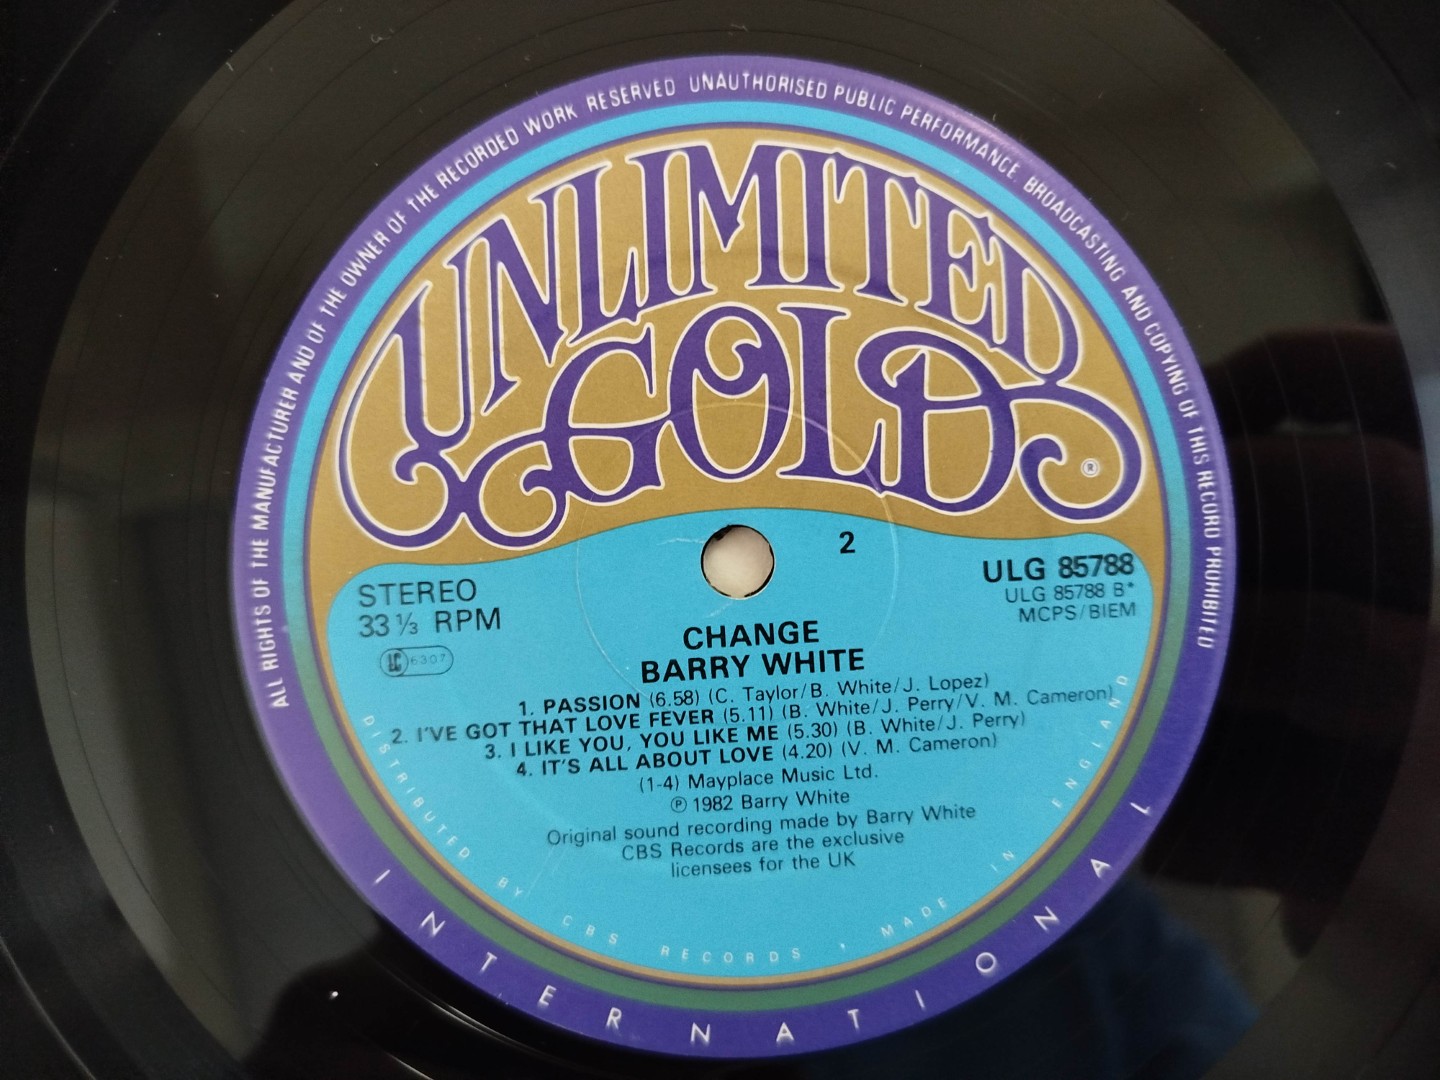 ALL RIGHTS OF THE MANUFACTURER AND OF THE OWNER OF THE RECORDED WORK RESERVED UNAUTHORISED PUBLIC PERFORMANCE. BROADCASTING AND COPYING OF THIS RECORD PROHIBITED
UNLIMITED
GOLD
®
2
STEREO
33⅓ RPM
LC 6307
ULG 85788
ULG 85788 B*
MCPS/BIEM
CHANGE
BARRY WHITE
1. PASSION (6.58) (C. Taylor/B. White/J. Lopez)
2. I'VE GOT THAT LOVE FEVER (5.11) (B. White/J. Perry/V. M. Cameron)
3. I LIKE YOU, YOU LIKE ME (5.30) (B. White/J. Perry)
4. IT'S ALL ABOUT LOVE (4.20) (V. M. Cameron)
(1-4) Mayplace Music Ltd.
℗ 1982 Barry White
Original sound recording made by Barry White
CBS Records are the exclusive
licensees for the UK
DISTRIBUTED BY CBS RECORDS • MADE IN ENGLAND
INTERNATIONAL